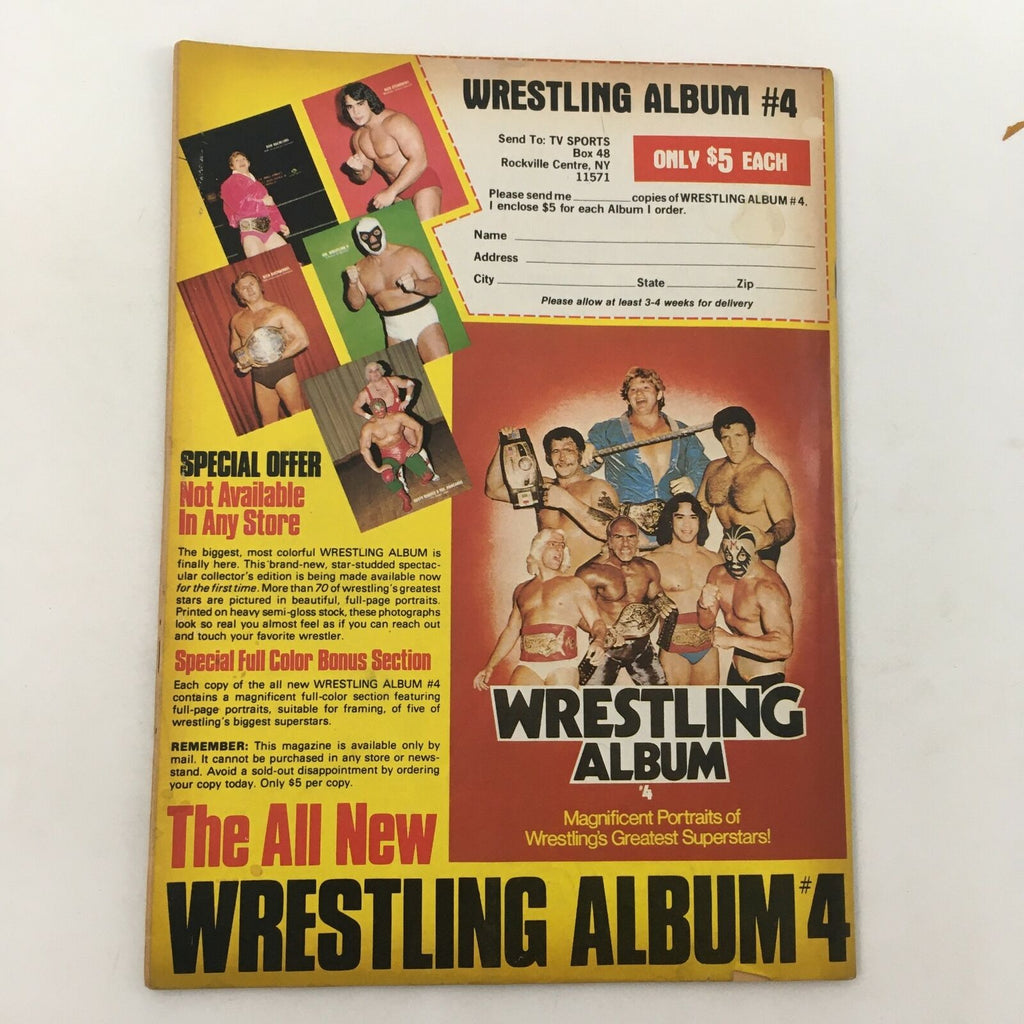 WRESTLING ALBUM #4
Send To: TV SPORTS
Box 48
Rockville Centre, NY
11571
ONLY $5 EACH
Please send me ________ copies of WRESTLING ALBUM #4.
I enclose $5 for each Album I order.
Name
Address
City ________ State ________ Zip ________
Please allow at least 3-4 weeks for delivery
SPECIAL OFFER
Not Available
In Any Store
The biggest, most colorful WRESTLING ALBUM is
finally here. This brand-new, star-studded spectac-
ular collector's edition is being made available now
for the first time. More than 70 of wrestling's greatest
stars are pictured in beautiful, full-page portraits.
Printed on heavy semi-gloss stock, these photographs
look so real you almost feel as if you can reach out
and touch your favorite wrestler.
Special Full Color Bonus Section
Each copy of the all new WRESTLING ALBUM #4
contains a magnificent full-color section featuring
full-page portraits, suitable for framing, of five of
wrestling's biggest superstars.
REMEMBER: This magazine is available only by
mail. It cannot be purchased in any store or news-
stand. Avoid a sold-out disappointment by ordering
your copy today. Only $5 per copy.
WRESTLING
ALBUM
#4
Magnificent Portraits of
Wrestling's Greatest Superstars!
The All New
WRESTLING ALBUM #4